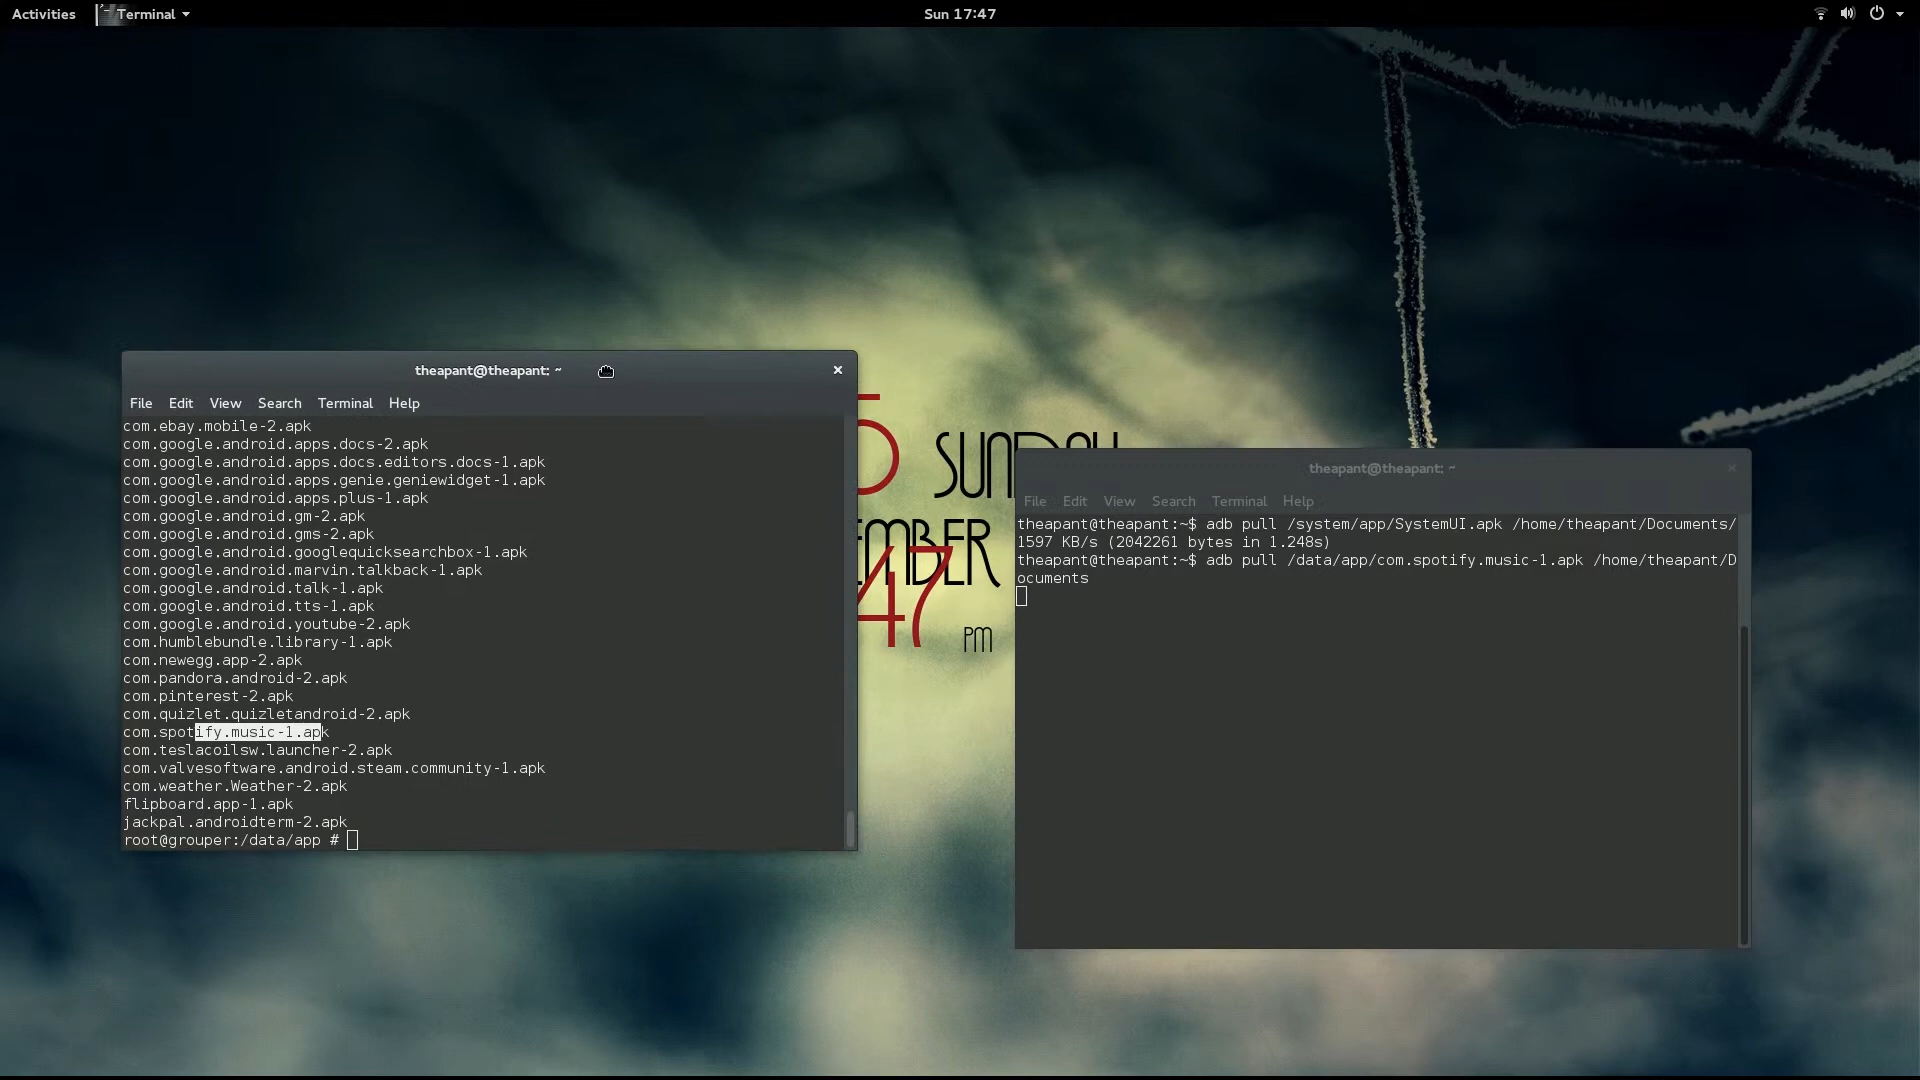 Activities
Terminal
Sun 17:47
theapant@theapant: ~
File Edit View Search Terminal Help
com.ebay.mobile-2.apk
com.google.android.apps.docs-2.apk
com.google.android.apps.docs.editors.docs-1.apk
com.google.android.apps.genie.geniewidget-1.apk
com.google.android.apps.plus-1.apk
com.google.android.gm-2.apk
com.google.android.gms-2.apk
com.google.android.googlequicksearchbox-1.apk
com.google.android.marvin.talkback-1.apk
com.google.android.talk-1.apk
com.google.android.tts-1.apk
com.google.android.youtube-2.apk
com.humblebundle.library-1.apk
com.newegg.app-2.apk
com.pandora.android-2.apk
com.pinterest-2.apk
com.quizlet.quizletandroid-2.apk
com.spotify.music-1.apk
com.teslacoilsw.launcher-2.apk
com.valvesoftware.android.steam.community-1.apk
com.weather.Weather-2.apk
flipboard.app-1.apk
jackpal.androidterm-2.apk
root@grouper:/data/app #
5 SUNDAY
EMBER
47
PM
theapant@theapant: ~
File Edit View Search Terminal Help
theapant@theapant:~$ adb pull /system/app/SystemUI.apk /home/theapant/Documents/
1597 KB/s (2042261 bytes in 1.248s)
theapant@theapant:~$ adb pull /data/app/com.spotify.music-1.apk /home/theapant/D
ocuments